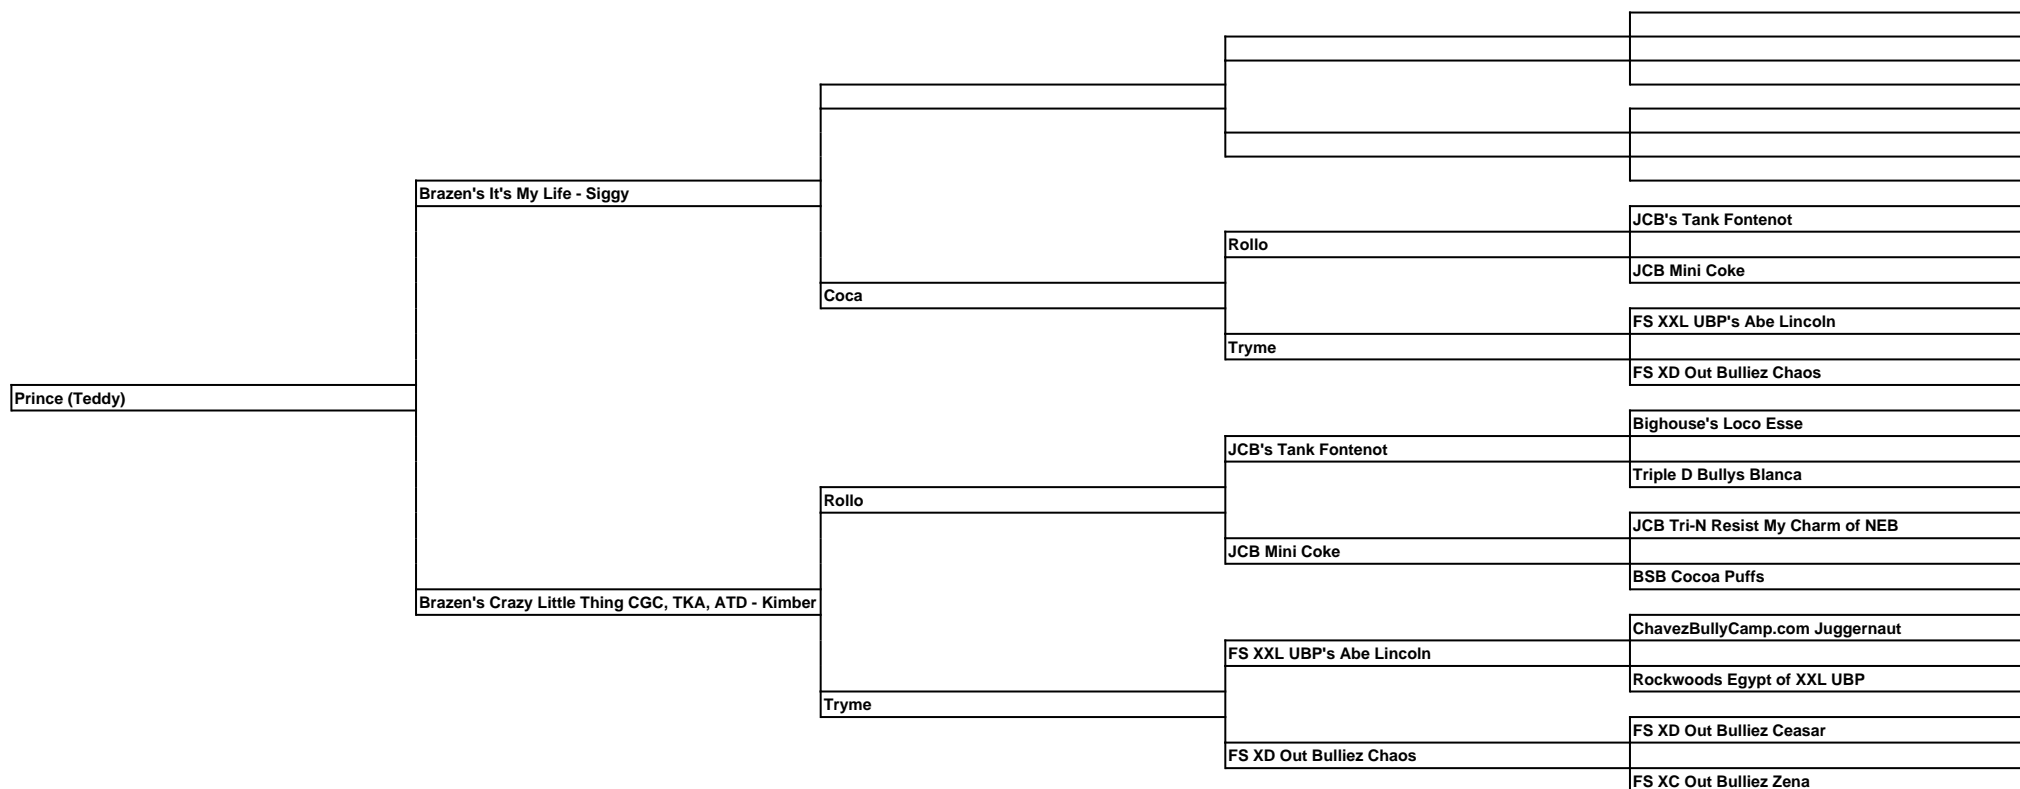 Brazen's It's My Life - Siggy
JCB's Tank Fontenot
Rollo
JCB Mini Coke
Coca
FS XXL UBP's Abe Lincoln
Tryme
FS XD Out Bulliez Chaos
Prince (Teddy)
Bighouse's Loco Esse
JCB's Tank Fontenot
Triple D Bullys Blanca
Rollo
JCB Tri-N Resist My Charm of NEB
JCB Mini Coke
BSB Cocoa Puffs
Brazen's Crazy Little Thing CGC, TKA, ATD - Kimber
ChavezBullyCamp.com Juggernaut
FS XXL UBP's Abe Lincoln
Rockwoods Egypt of XXL UBP
Tryme
FS XD Out Bulliez Ceasar
FS XD Out Bulliez Chaos
FS XC Out Bulliez Zena